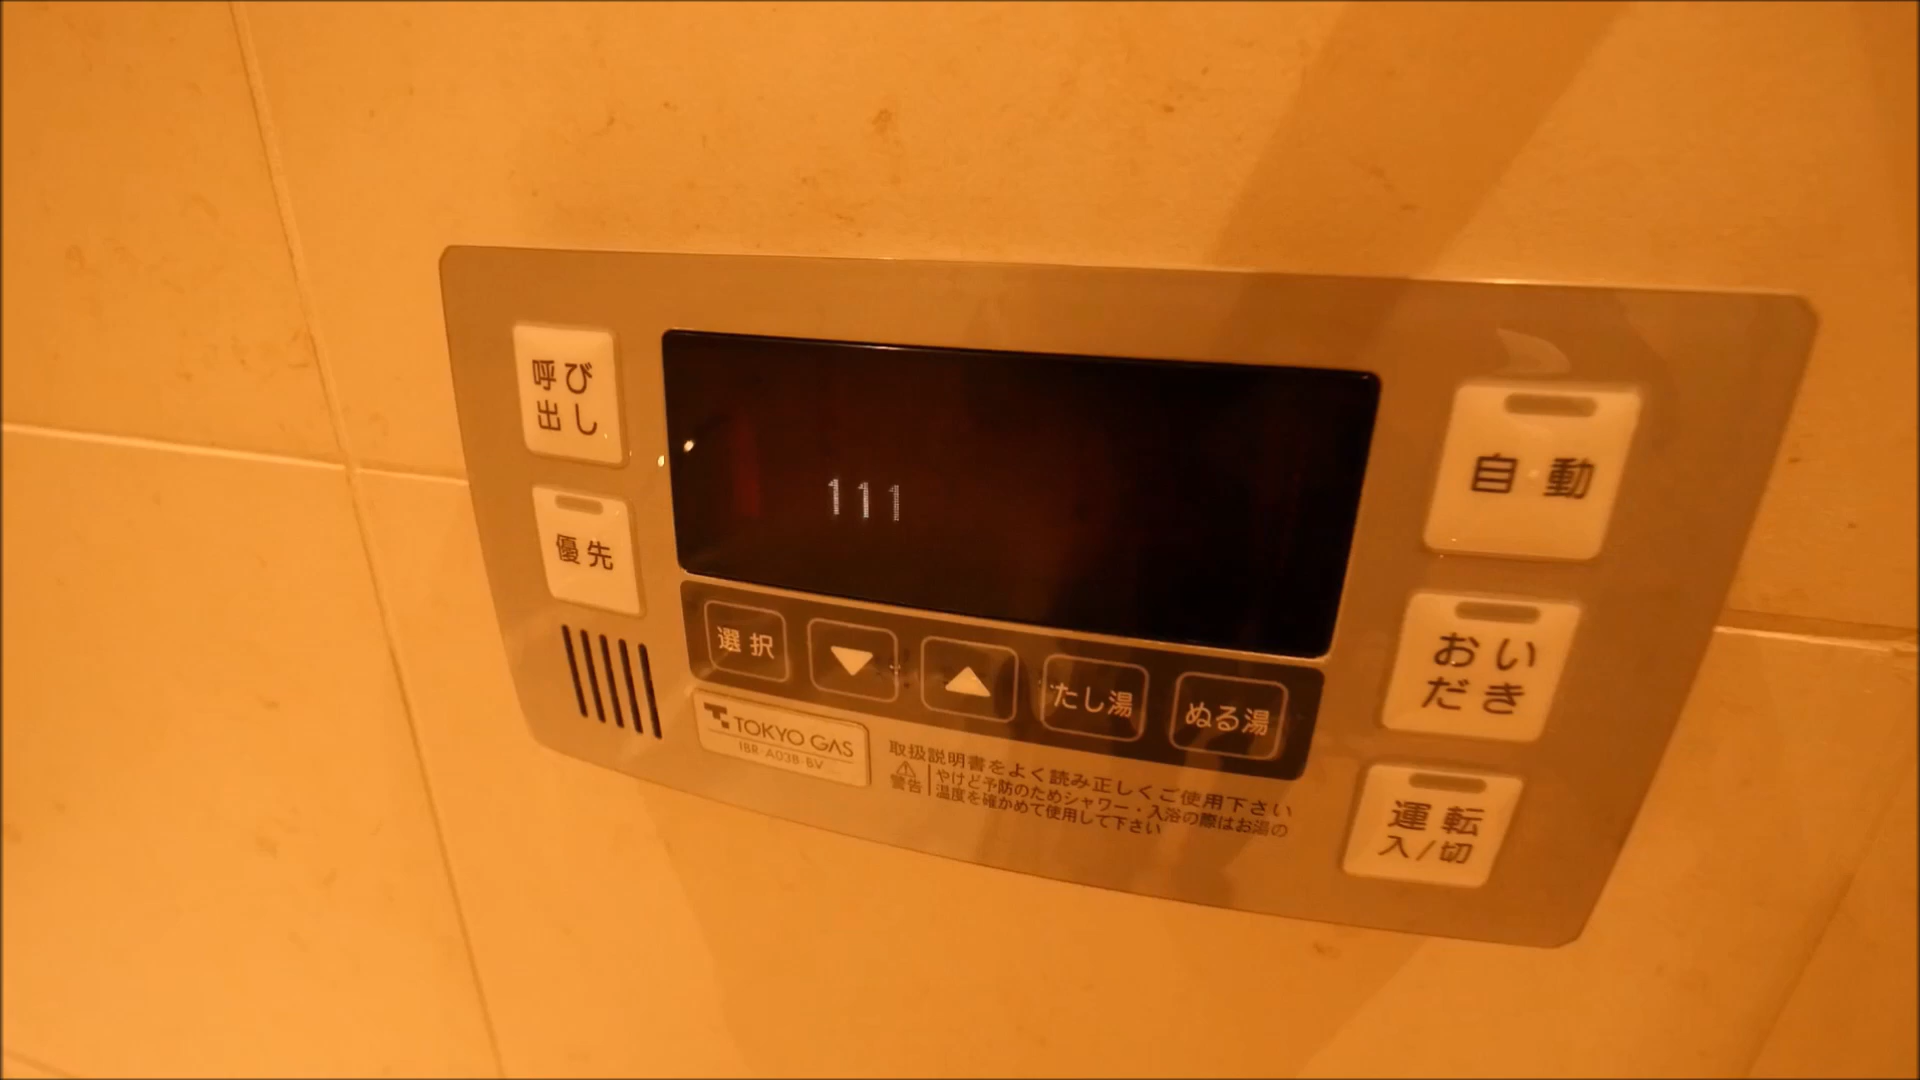 呼び
出し
優先
111
選択
たし湯
ぬる湯
TOKYO GAS
IBR-A03B-BV
取扱説明書をよく読み正しくご使用下さい
警告
やけど予防のためシャワー・入浴の際はお湯の
温度を確かめて使用して下さい
自動
おい
だき
運転
入/切